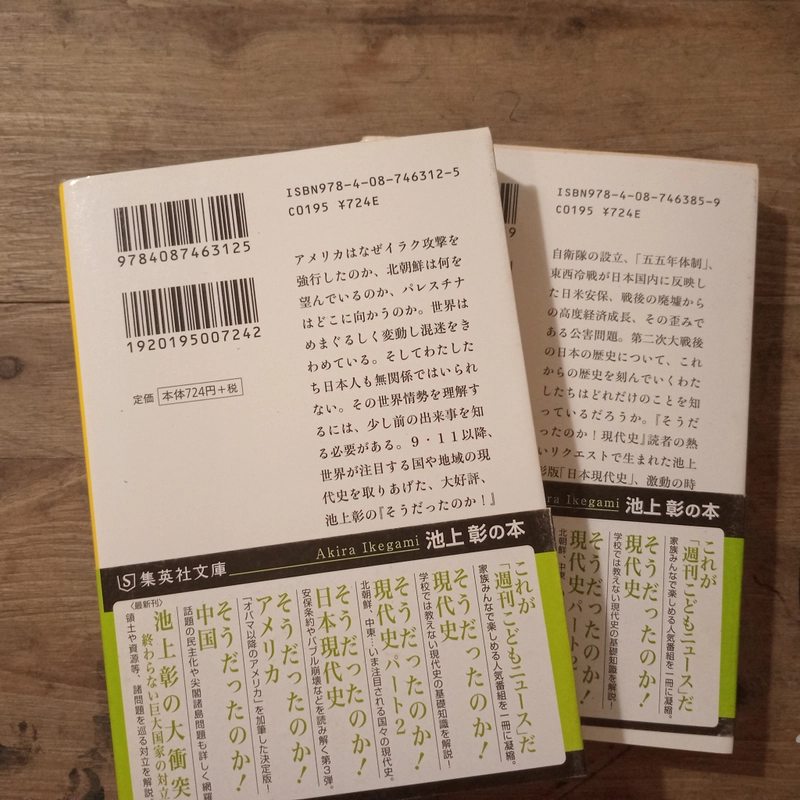 ISBN978-4-08-746312-5
C0195 ¥724E
9784087463125
1920195007242
定価 本体724円+税
アメリカはなぜイラク攻撃を
強行したのか、北朝鮮は何を
望んでいるのか、パレスチナ
はどこに向かうのか。世界は
めまぐるしく変動し混迷をき
わめている。そしてわたした
ち日本人も無関係ではいられ
ない。その世界情勢を理解す
るには、少し前の出来事を知
る必要がある。9・11以降、
世界が注目する国や地域の現
代史を取りあげた、大好評、
池上彰の『そうだったのか!』
集英社文庫
Akira Ikegami 池上 彰の本
これが
「週刊こどもニュース」だ
家族みんなで楽しめる人気番組を一冊に凝縮。
そうだったのか!
現代史
学校では教えない現代史の基礎知識を解説!
そうだったのか!
現代史 パート2
北朝鮮、中東…いま注目される国々の現代史。
そうだったのか!
日本現代史
安保条約やバブル崩壊などを読み解く第3弾。
そうだったのか!
アメリカ
「オバマ以降のアメリカ」を加筆した決定版!
そうだったのか!
中国
話題の民主化や尖閣諸島問題も詳しく網羅
〈最新刊〉
池上彰の大衝突
終わらない巨大国家の対立
領土や資源等、諸問題を巡る対立を解説
ISBN978-4-08-746385-9
C0195 ¥724E
9
自衛隊の設立、「五五年体制」、
東西冷戦が日本国内に反映し
た日米安保、戦後の廃墟から
の高度経済成長、その歪みで
ある公害問題。第二次大戦後
の日本の歴史について、これ
からの歴史を刻んでいくわた
したちはどれだけのことを知
っているだろうか。『そうだ
ったのか!現代史』読者の熱
いリクエストで生まれた池上
彰版「日本現代史」、激動の時
Ikegami 池上 彰の本
これが
「週刊こどもニュース」だ
家族みんなで楽しめる人気番組を一冊に凝縮。
そうだったのか!
現代史
学校では教えない現代史の基礎知識を解説!
そうだったのか!
現代史 パート2
北朝鮮、中東